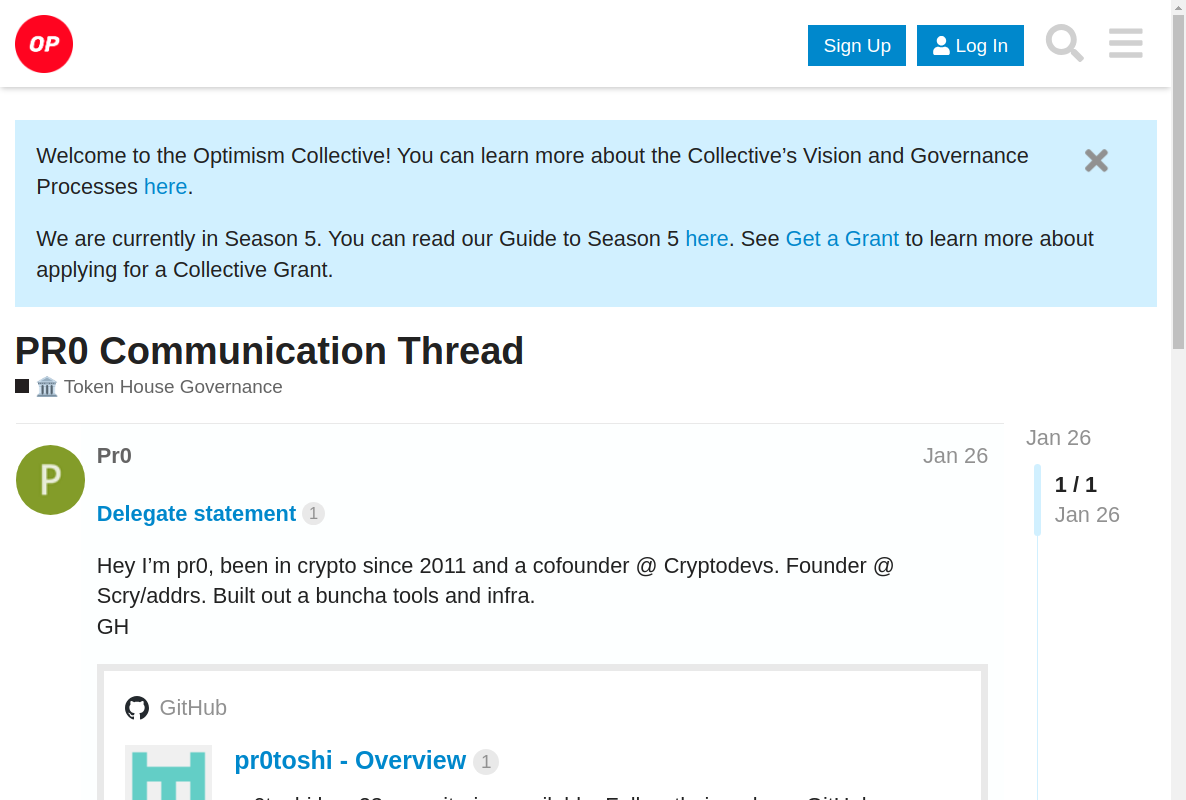 OP
Sign Up
Log In
Welcome to the Optimism Collective! You can learn more about the Collective’s Vision and Governance
Processes here.
We are currently in Season 5. You can read our Guide to Season 5 here. See Get a Grant to learn more about
applying for a Collective Grant.
PR0 Communication Thread
🏛️ Token House Governance
P
Pr0
Jan 26
Jan 26
1 / 1
Jan 26
Delegate statement 1
Hey I’m pr0, been in crypto since 2011 and a cofounder @ Cryptodevs. Founder @
Scry/addrs. Built out a buncha tools and infra.
GH
GitHub
pr0toshi - Overview 1